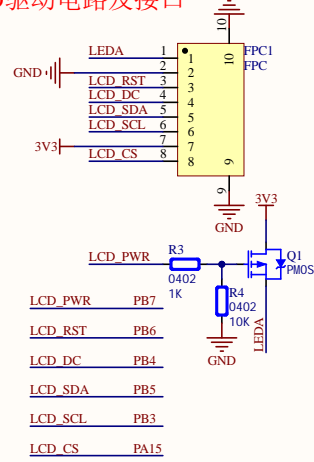 驱动电路及接口
10
LEDA 1 1 10 FPC1
GND 2 2 FPC
LCD_RST 3 3
LCD_DC 4 4
LCD_SDA 5 5
LCD_SCL 6 6
3V3 7 7
LCD_CS 8 8 9
9
GND
3V3
LCD_PWR R3 Q1
0402 PMOS
1K
R4
0402
10K
LEDA
GND
LCD_PWR PB7
LCD_RST PB6
LCD_DC PB4
LCD_SDA PB5
LCD_SCL PB3
LCD_CS PA15